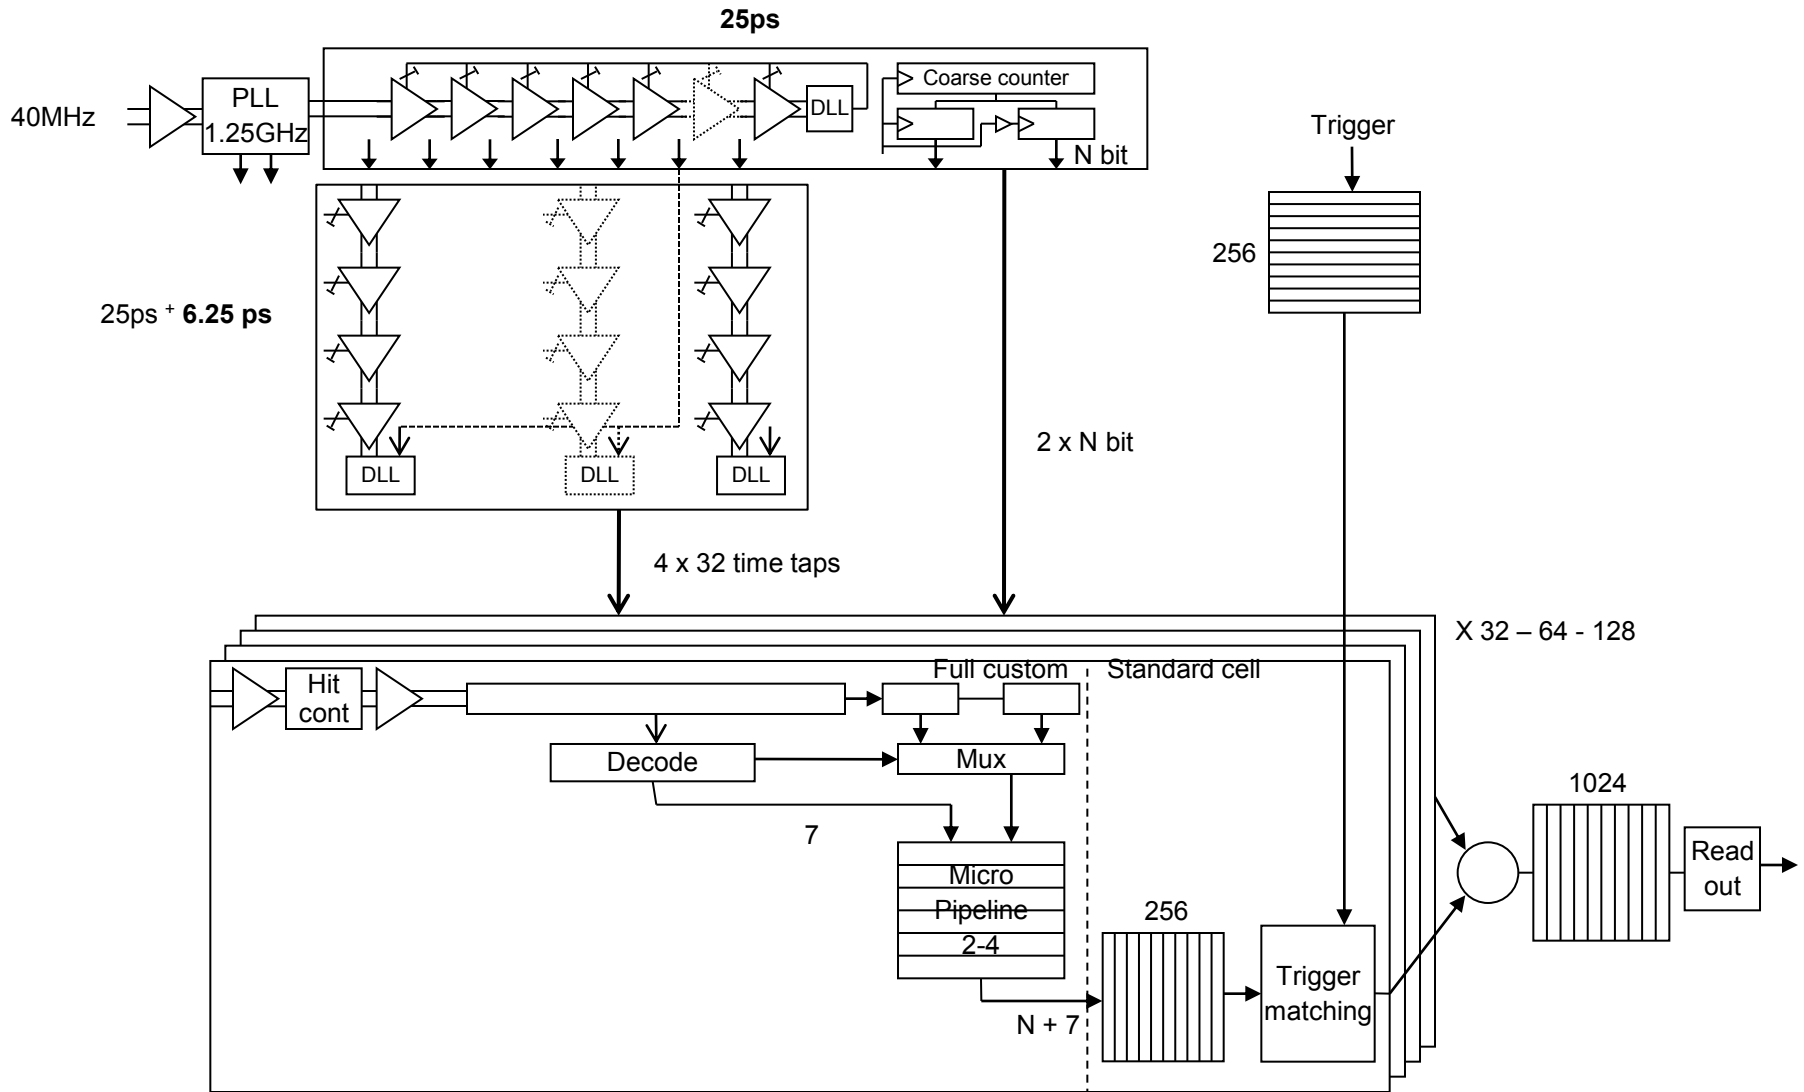 25ps
40MHz
PLL
1.25GHz
DLL
Coarse counter
N bit
Trigger
256
25ps + 6.25 ps
DLL
DLL
DLL
2 x N bit
4 x 32 time taps
X 32 – 64 - 128
Full custom
Standard cell
Hit
cont
Decode
Mux
7
1024
Micro
Pipeline
2-4
Read
out
256
Trigger
matching
N + 7